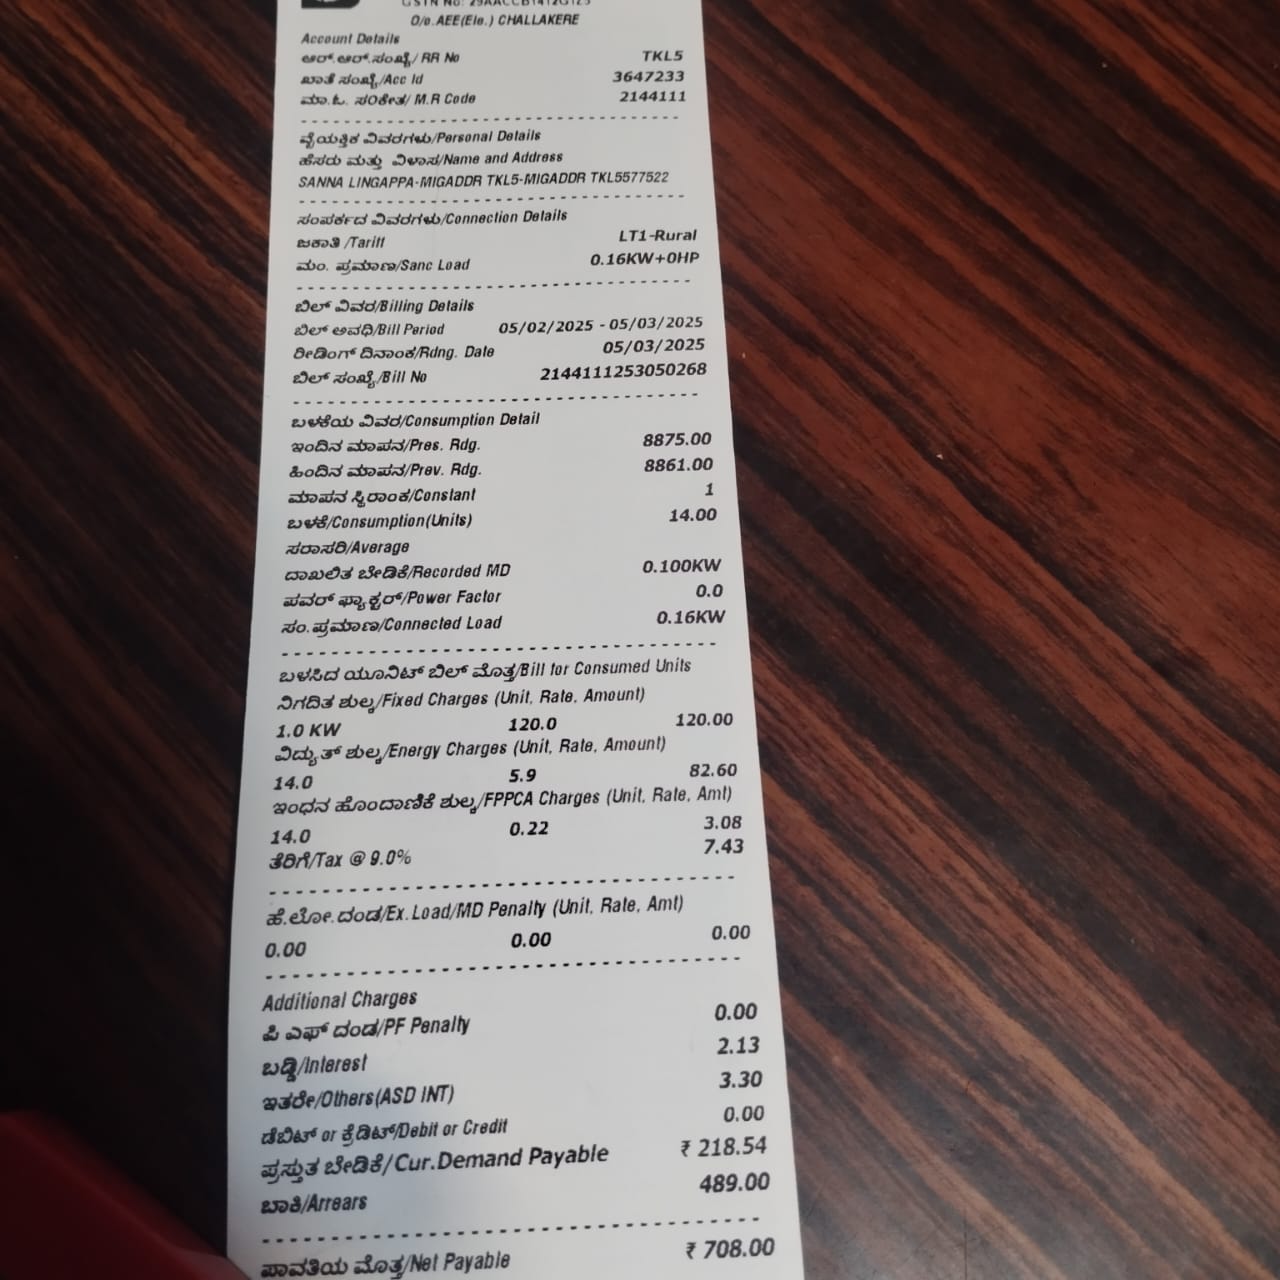 O/o.AEE(Ele.) CHALLAKERE
Account Details
ಆರ್.ಆರ್.ಸಂಖ್ಯೆ/ RR No TKL5
ಖಾತೆ ಸಂಖ್ಯೆ/Acc Id 3647233
ಮಾ.ಓ. ಸಂಕೇತ/ M.R Code 2144111
ವೈಯಕ್ತಿಕ ವಿವರಗಳು/Personal Details
ಹೆಸರು ಮತ್ತು ವಿಳಾಸ/Name and Address
SANNA LINGAPPA-MIGADDR TKL5-MIGADDR TKL5577522
ಸಂಪರ್ಕದ ವಿವರಗಳು/Connection Details
ಜಕಾತಿ /Tariff LT1-Rural
ಮಂ. ಪ್ರಮಾಣ/Sanc Load 0.16KW+0HP
ಬಿಲ್ ವಿವರ/Billing Details
ಬಿಲ್ ಅವಧಿ/Bill Period 05/02/2025 - 05/03/2025
ರೀಡಿಂಗ್ ದಿನಾಂಕ/Rdng. Date 05/03/2025
ಬಿಲ್ ಸಂಖ್ಯೆ/Bill No 2144111253050268
ಬಳಕೆಯ ವಿವರ/Consumption Detail
ಇಂದಿನ ಮಾಪನ/Pres. Rdg. 8875.00
ಹಿಂದಿನ ಮಾಪನ/Prev. Rdg. 8861.00
ಮಾಪನ ಸ್ಥಿರಾಂಕ/Constant 1
ಬಳಕೆ/Consumption(Units) 14.00
ಸರಾಸರಿ/Average
ದಾಖಲಿತ ಬೇಡಿಕೆ/Recorded MD 0.100KW
ಪವರ್ ಫ್ಯಾಕ್ಟರ್/Power Factor 0.0
ಸಂ.ಪ್ರಮಾಣ/Connected Load 0.16KW
ಬಳಸಿದ ಯೂನಿಟ್ ಬಿಲ್ ಮೊತ್ತ/Bill for Consumed Units
ನಿಗದಿತ ಶುಲ್ಕ/Fixed Charges (Unit, Rate, Amount)
1.0 KW 120.0 120.00
ವಿದ್ಯುತ್ ಶುಲ್ಕ/Energy Charges (Unit, Rate, Amount)
14.0 5.9 82.60
ಇಂಧನ ಹೊಂದಾಣಿಕೆ ಶುಲ್ಕ/FPPCA Charges (Unit, Rate, Amt)
14.0 0.22 3.08
ತೆರಿಗೆ/Tax @ 9.0% 7.43
ಹೆ.ಲೋ.ದಂಡ/Ex.Load/MD Penalty (Unit, Rate, Amt)
0.00 0.00 0.00
Additional Charges
ಪಿ ಎಫ್ ದಂಡ/PF Penalty 0.00
ಬಡ್ಡಿ/Interest 2.13
ಇತರೇ/Others(ASD INT) 3.30
ಡೆಬಿಟ್ or ಕ್ರೆಡಿಟ್/Debit or Credit 0.00
ಪ್ರಸ್ತುತ ಬೇಡಿಕೆ/ Cur.Demand Payable ₹ 218.54
ಬಾಕಿ/Arrears 489.00
ಪಾವತಿಯ ಮೊತ್ತ/Net Payable ₹ 708.00